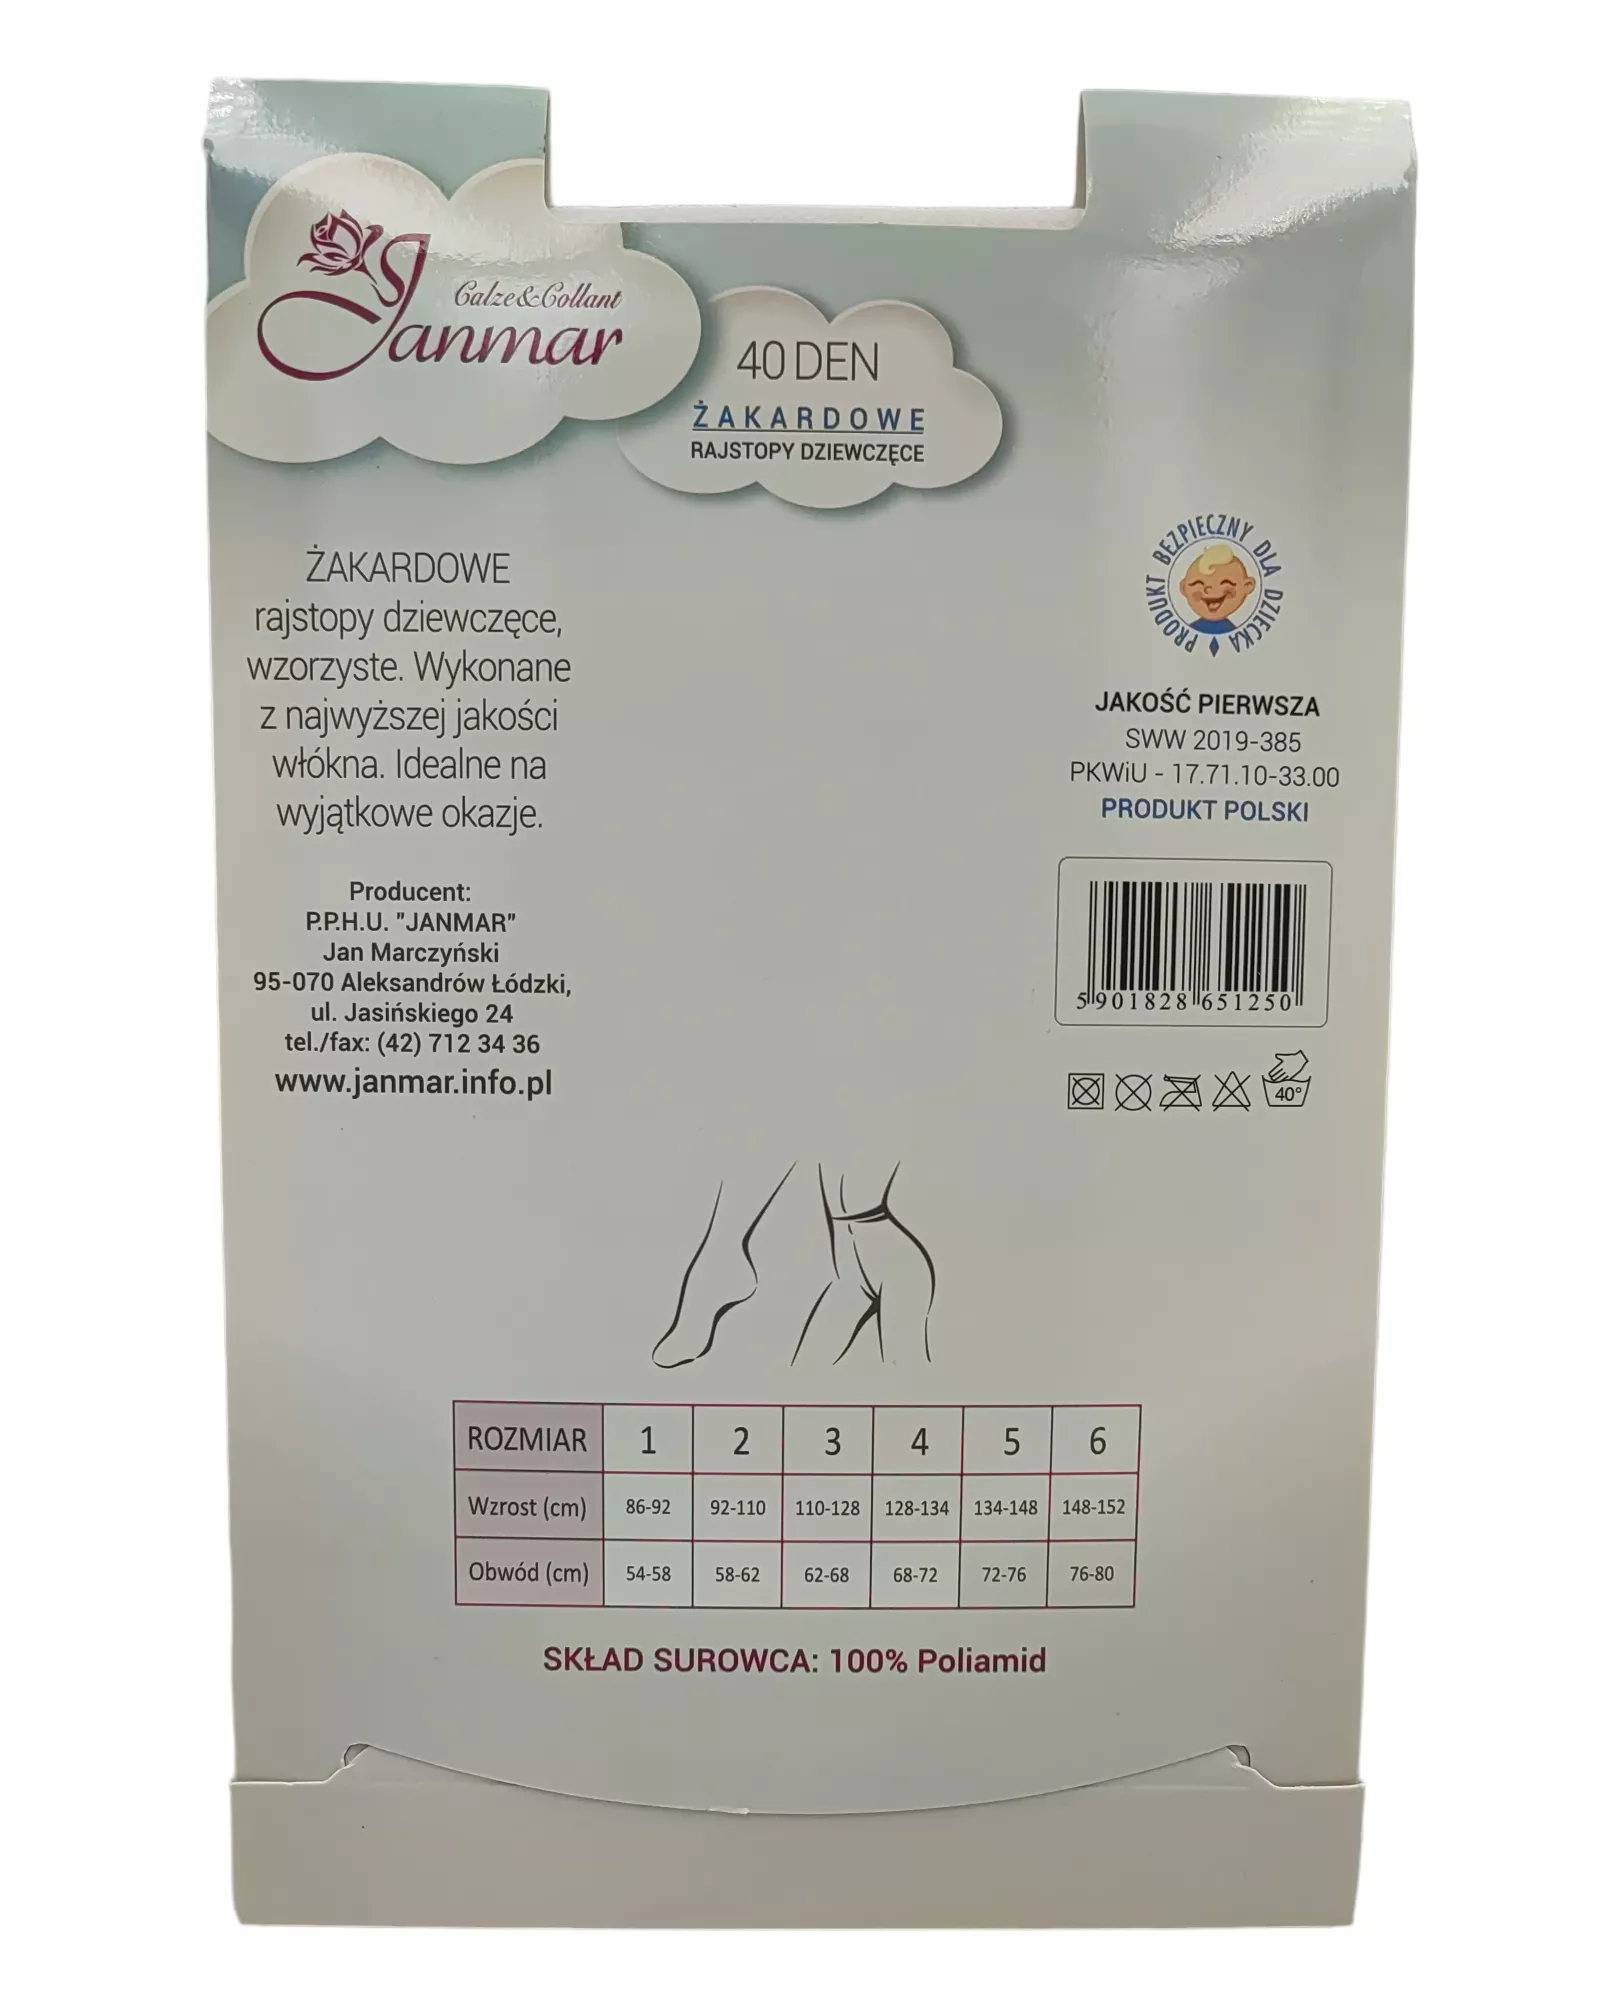 Calze&Collant
Janmar
40 DEN
ŻAKARDOWE
RAJSTOPY DZIEWCZĘCE
ŻAKARDOWE
rajstopy dziewczęce,
wzorzyste. Wykonane
z najwyższej jakości
włókna. Idealne na
wyjątkowe okazje.
Producent:
P.P.H.U. "JANMAR"
Jan Marczyński
95-070 Aleksandrów Łódzki,
ul. Jasińskiego 24
tel./fax: (42) 712 34 36
www.janmar.info.pl
PRODUKT BEZPIECZNY DLA DZIECKA
JAKOŚĆ PIERWSZA
SWW 2019-385
PKWiU - 17.71.10-33.00
PRODUKT POLSKI
5 901828 651250
40°
ROZMIAR 1 2 3 4 5 6
Wzrost (cm) 86-92 92-110 110-128 128-134 134-148 148-152
Obwód (cm) 54-58 58-62 62-68 68-72 72-76 76-80
SKŁAD SUROWCA: 100% Poliamid